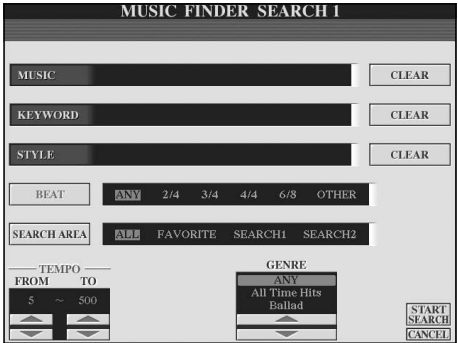 MUSIC FINDER SEARCH 1
MUSIC CLEAR
KEYWORD CLEAR
STYLE CLEAR
BEAT ANY 2/4 3/4 4/4 6/8 OTHER
SEARCH AREA ALL FAVORITE SEARCH1 SEARCH2
TEMPO
FROM TO
5 ~ 500
GENRE
ANY
All Time Hits
Ballad
START
SEARCH
CANCEL